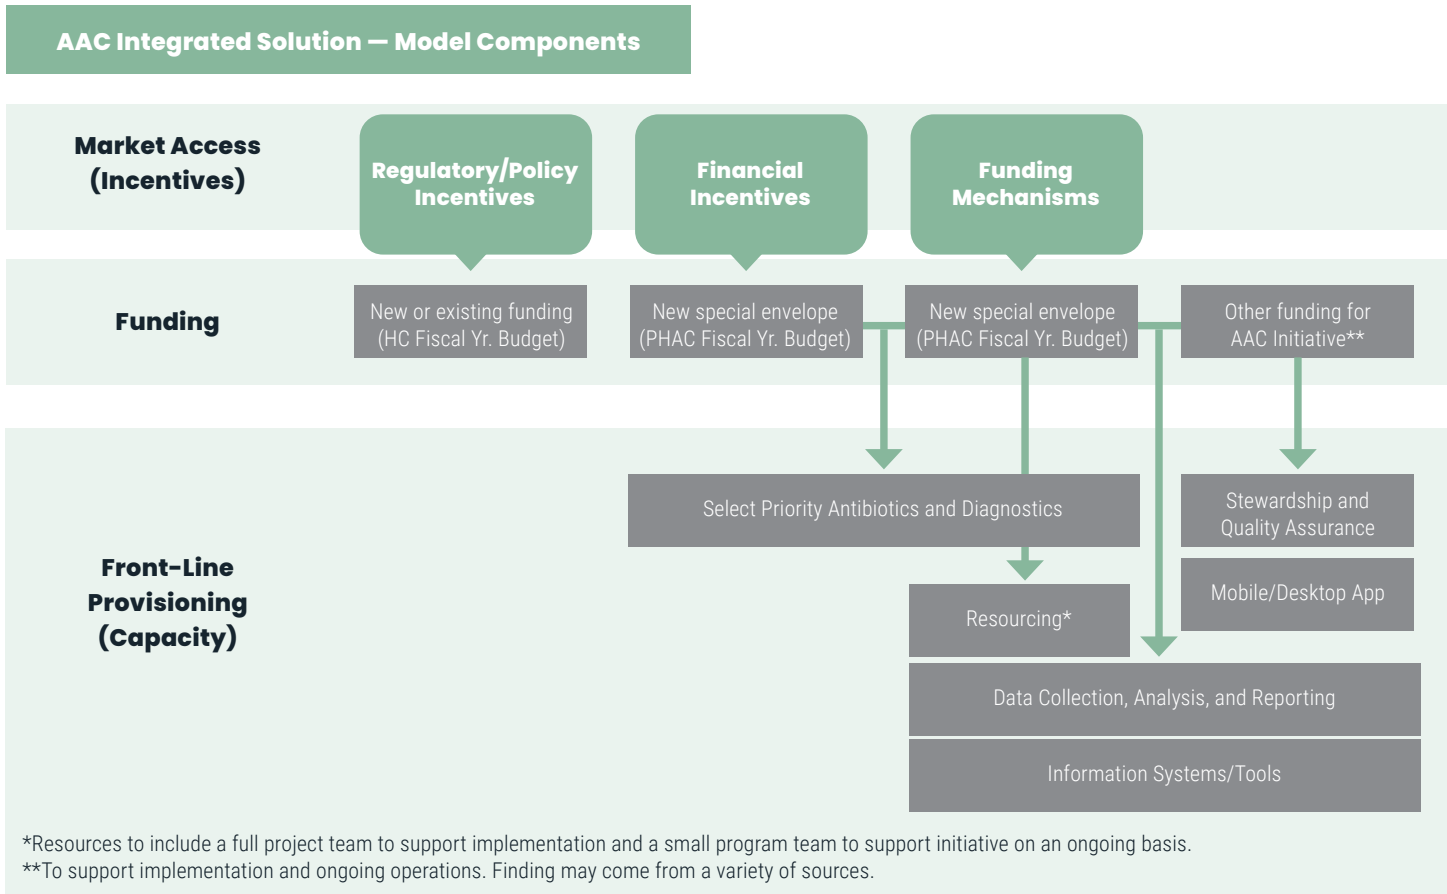 AAC Integrated Solution — Model Components
Market Access
(Incentives)
Regulatory/Policy
Incentives
Financial
Incentives
Funding
Mechanisms
Funding
New or existing funding
(HC Fiscal Yr. Budget)
New special envelope
(PHAC Fiscal Yr. Budget)
New special envelope
(PHAC Fiscal Yr. Budget)
Other funding for
AAC Initiative**
Front-Line
Provisioning
(Capacity)
Select Priority Antibiotics and Diagnostics
Stewardship and
Quality Assurance
Mobile/Desktop App
Resourcing*
Data Collection, Analysis, and Reporting
Information Systems/Tools
*Resources to include a full project team to support implementation and a small program team to support initiative on an ongoing basis.
**To support implementation and ongoing operations. Finding may come from a variety of sources.